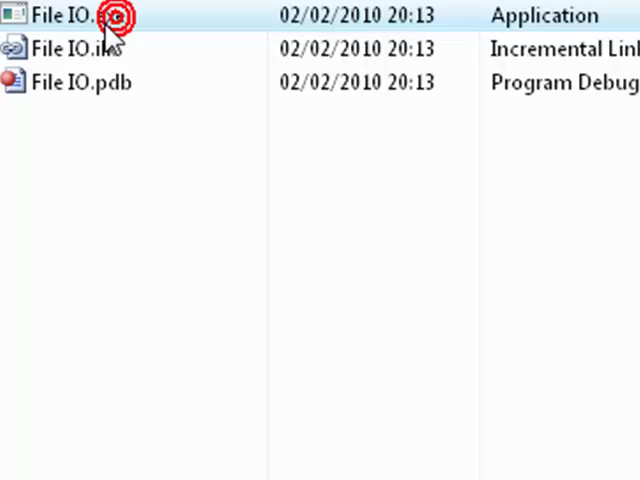 File IO. 02/02/2010 20:13 Application
File IO. 02/02/2010 20:13 Incremental Lin
File IO.pdb 02/02/2010 20:13 Program Debug